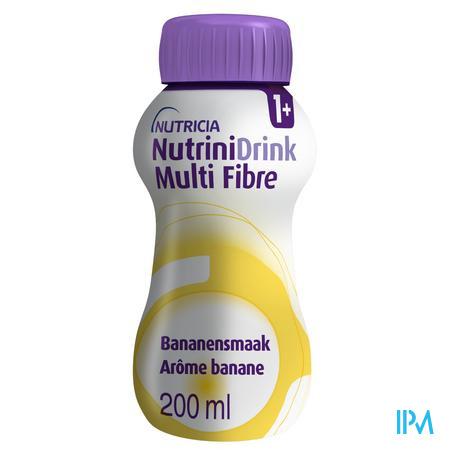 1+
NUTRICIA
NutriniDrink
Multi Fibre
Bananensmaak
Arôme banane
200 ml
IPM